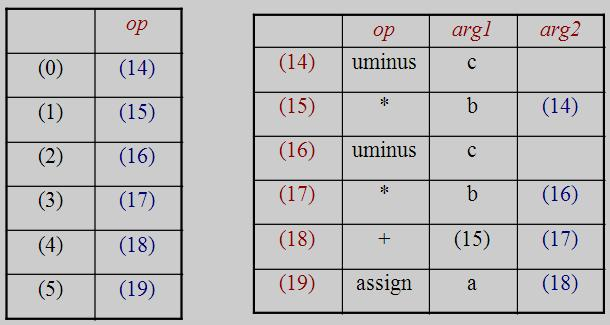 op
(0) (14)
(1) (15)
(2) (16)
(3) (17)
(4) (18)
(5) (19)
op arg1 arg2
(14) uminus c
(15) * b (14)
(16) uminus c
(17) * b (16)
(18) + (15) (17)
(19) assign a (18)